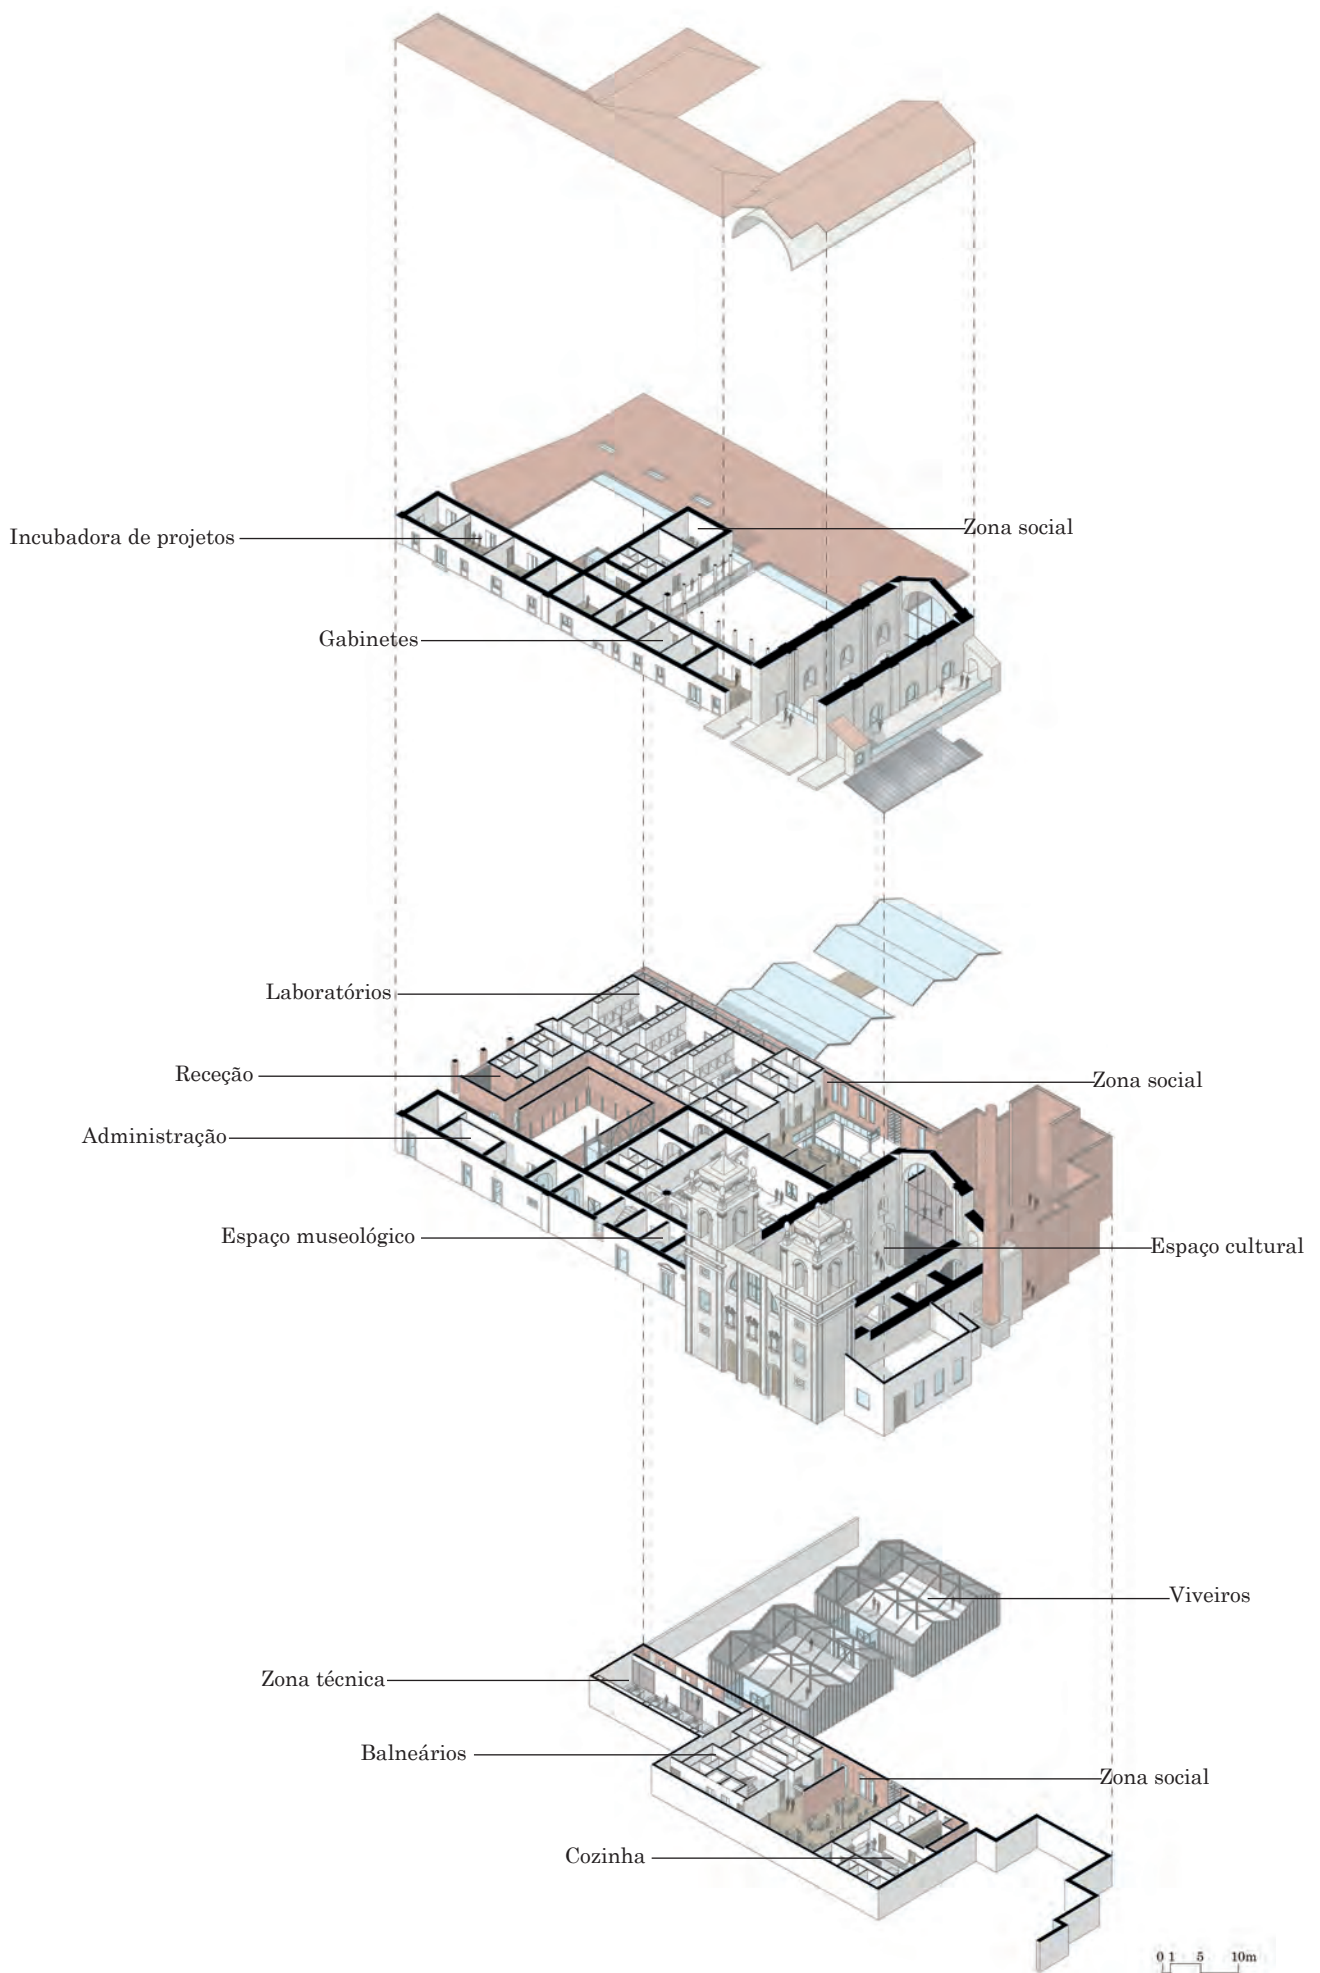 Zona social
Incubadora de projetos
Gabinetes
Laboratórios
Receção
Zona social
Administração
Espaço museológico
Espaço cultural
Viveiros
Zona técnica
Balneários
Zona social
Cozinha
0 1 5 10m